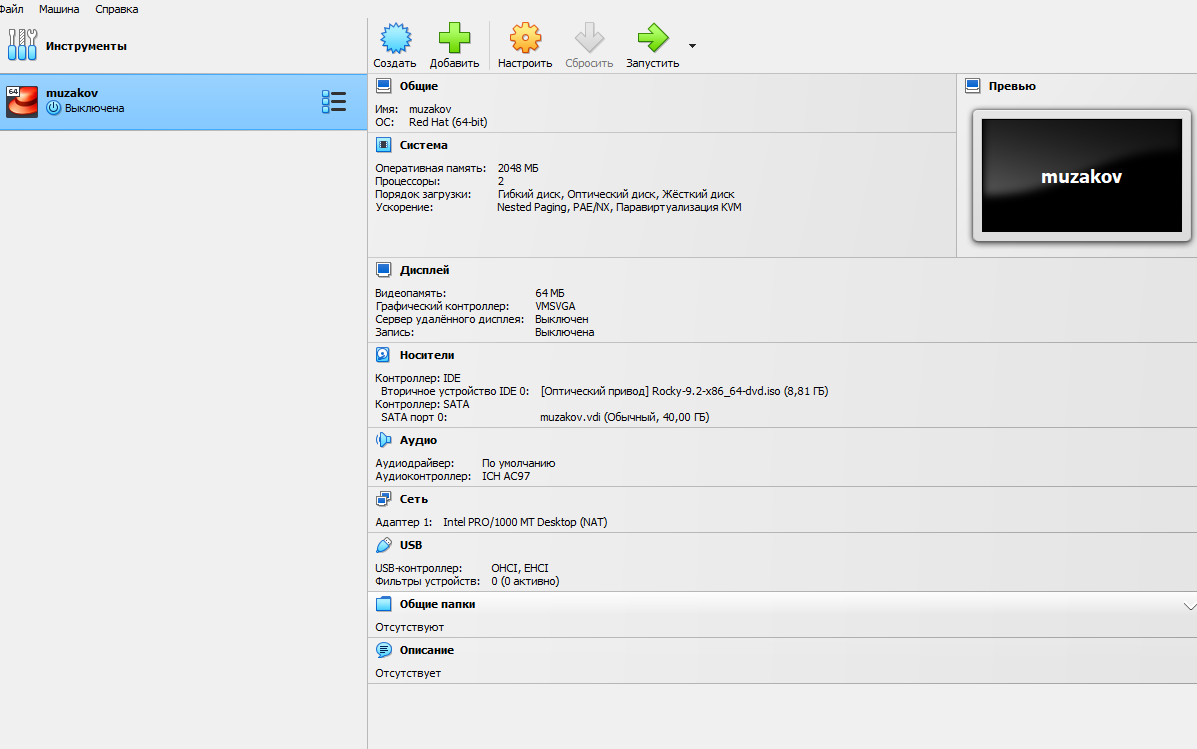 Файл Машина Справка
Инструменты
Создать Добавить Настроить Сбросить Запустить
64
muzakov
Выключена
Общие
Имя: muzakov
ОС: Red Hat (64-bit)
Превью
muzakov
Система
Оперативная память: 2048 МБ
Процессоры: 2
Порядок загрузки: Гибкий диск, Оптический диск, Жёсткий диск
Ускорение: Nested Paging, PAE/NX, Паравиртуализация KVM
Дисплей
Видеопамять: 64 МБ
Графический контроллер: VMSVGA
Сервер удалённого дисплея: Выключен
Запись: Выключена
Носители
Контроллер: IDE
Вторичное устройство IDE 0: [Оптический привод] Rocky-9.2-x86_64-dvd.iso (8,81 ГБ)
Контроллер: SATA
SATA порт 0: muzakov.vdi (Обычный, 40,00 ГБ)
Аудио
Аудиодрайвер: По умолчанию
Аудиоконтроллер: ICH AC97
Сеть
Адаптер 1: Intel PRO/1000 MT Desktop (NAT)
USB
USB-контроллер: OHCI, EHCI
Фильтры устройств: 0 (0 активно)
Общие папки
Отсутствуют
Описание
Отсутствует